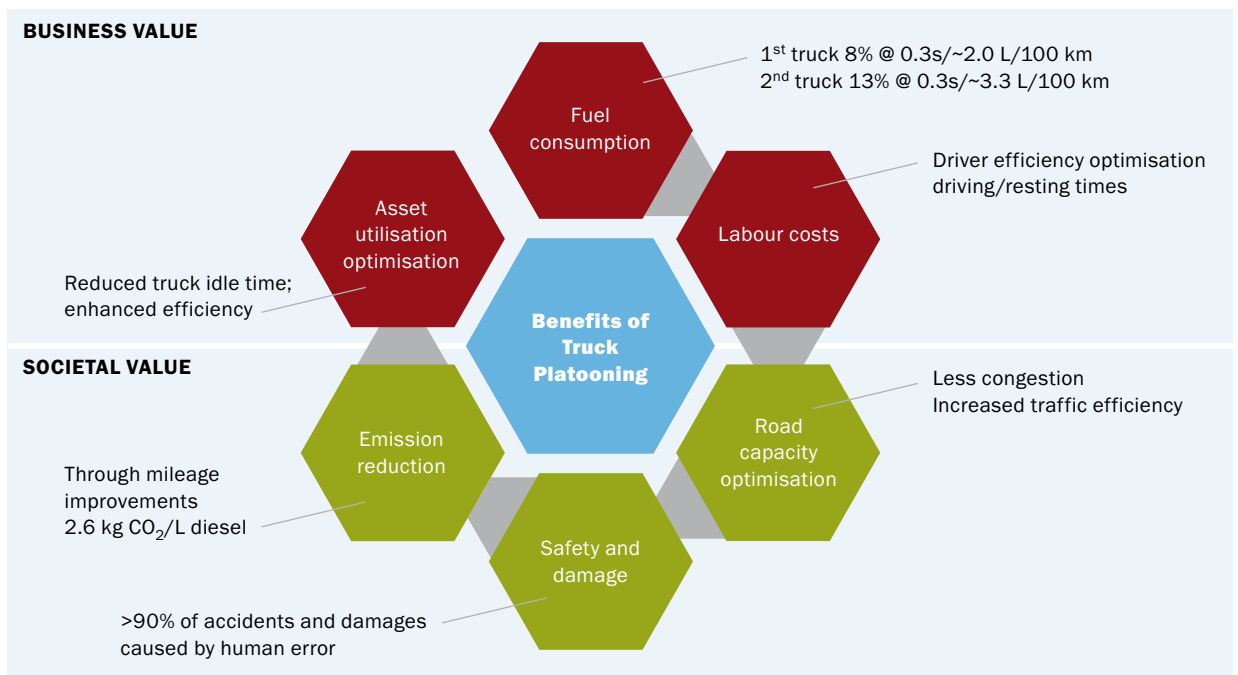 BUSINESS VALUE
1st truck 8% @ 0.3s/~2.0 L/100 km
2nd truck 13% @ 0.3s/~3.3 L/100 km
Fuel
consumption
Driver efficiency optimisation
driving/resting times
Labour costs
Asset
utilisation
optimisation
Reduced truck idle time;
enhanced efficiency
Benefits of
Truck
Platooning
SOCIETAL VALUE
Less congestion
Increased traffic efficiency
Road
capacity
optimisation
Emission
reduction
Through mileage
improvements
2.6 kg CO₂/L diesel
Safety and
damage
>90% of accidents and damages
caused by human error